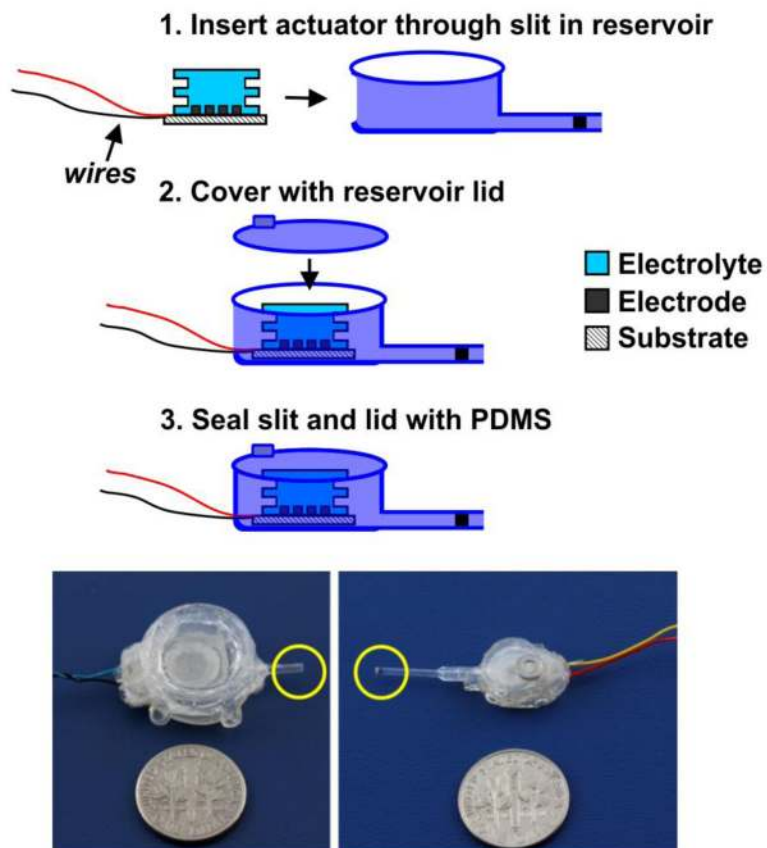 1. Insert actuator through slit in reservoir
wires
2. Cover with reservoir lid
Electrolyte
Electrode
Substrate
3. Seal slit and lid with PDMS